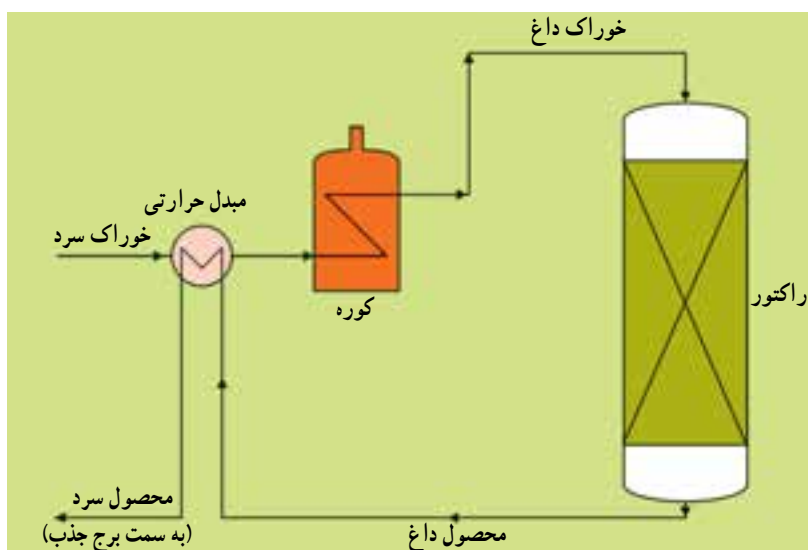 خوراک داغ
مبدل حرارتی
خوراک سرد
کوره
راکتور
محصول سرد
(به سمت برج جذب)
محصول داغ